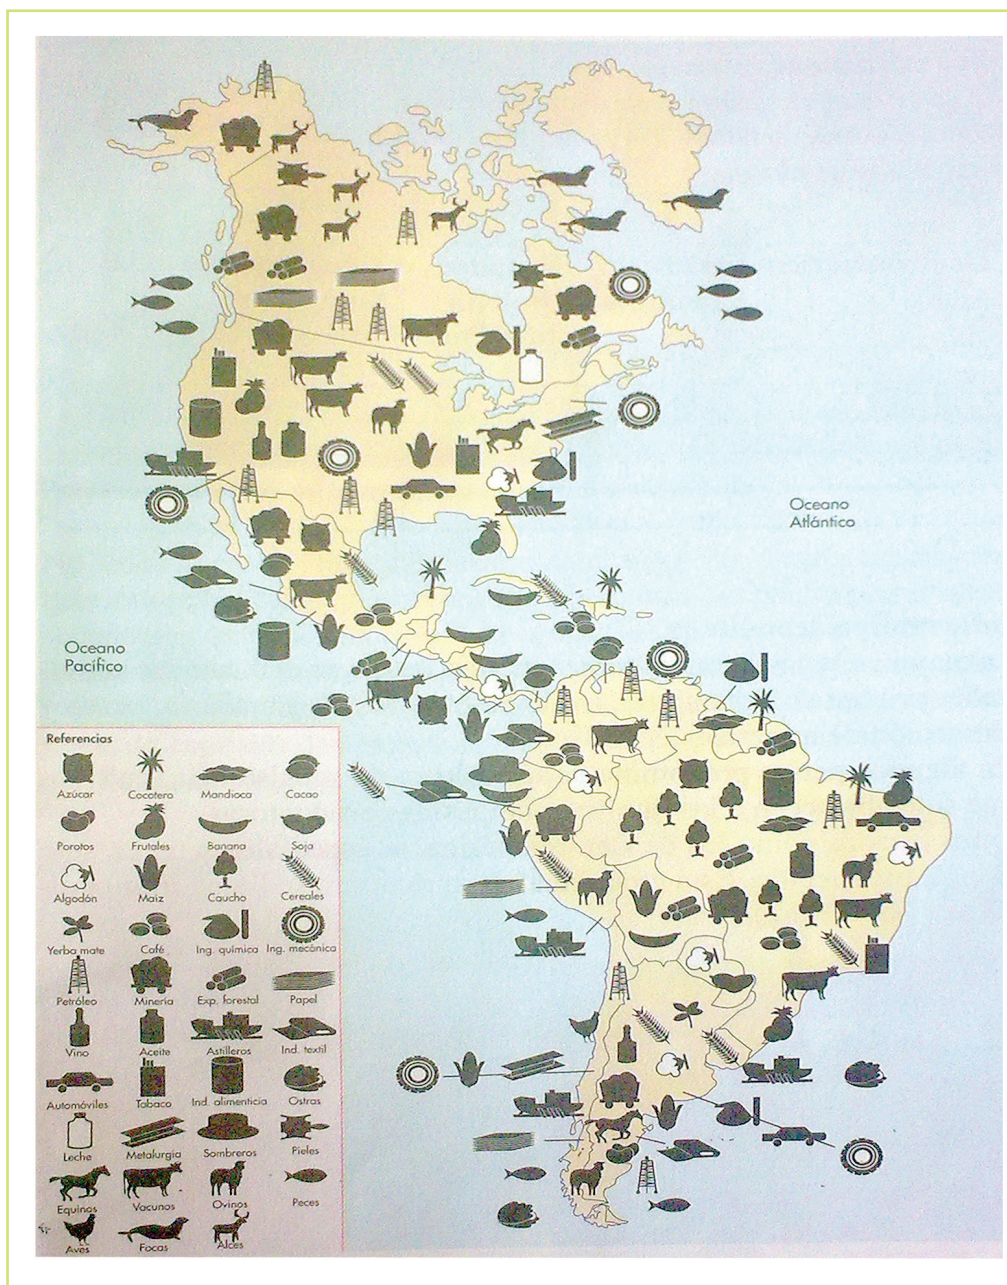 Oceano
Atlántico
Oceano
Pacífico
Referencias
Azúcar Cocotero Mandioca Cacao
Porotos Frutales Banana Soja
Algodón Maíz Caucho Cereales
Yerba mate Café Ing. química Ing. mecánica
Petróleo Minería Exp. forestal Papel
Vino Aceite Astilleros Ind. textil
Automóviles Tabaco Ind. alimenticia Ostras
Leche Metalurgia Sombreros Pieles
Equinos Vacunos Ovinos Peces
Aves Focas Alces